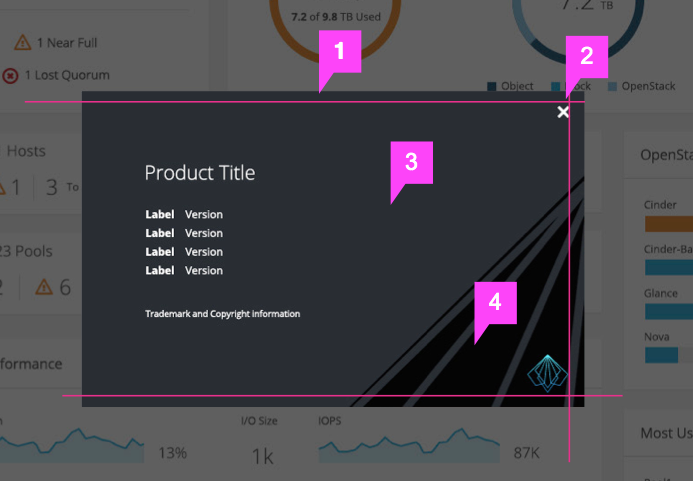 7.2 of 9.8 TB Used
7.2 TB
1 Near Full
1 Lost Quorum
1
2
Object
OpenStack
Hosts
1
3 To
3
OpenSta
Product Title
Label Version
Label Version
Label Version
Label Version
Cinder
Cinder-Ba
23 Pools
2
6
Glance
4
Trademark and Copyright information
Nova
formance
I/O Size
IOPS
13%
1k
87K
Most Us